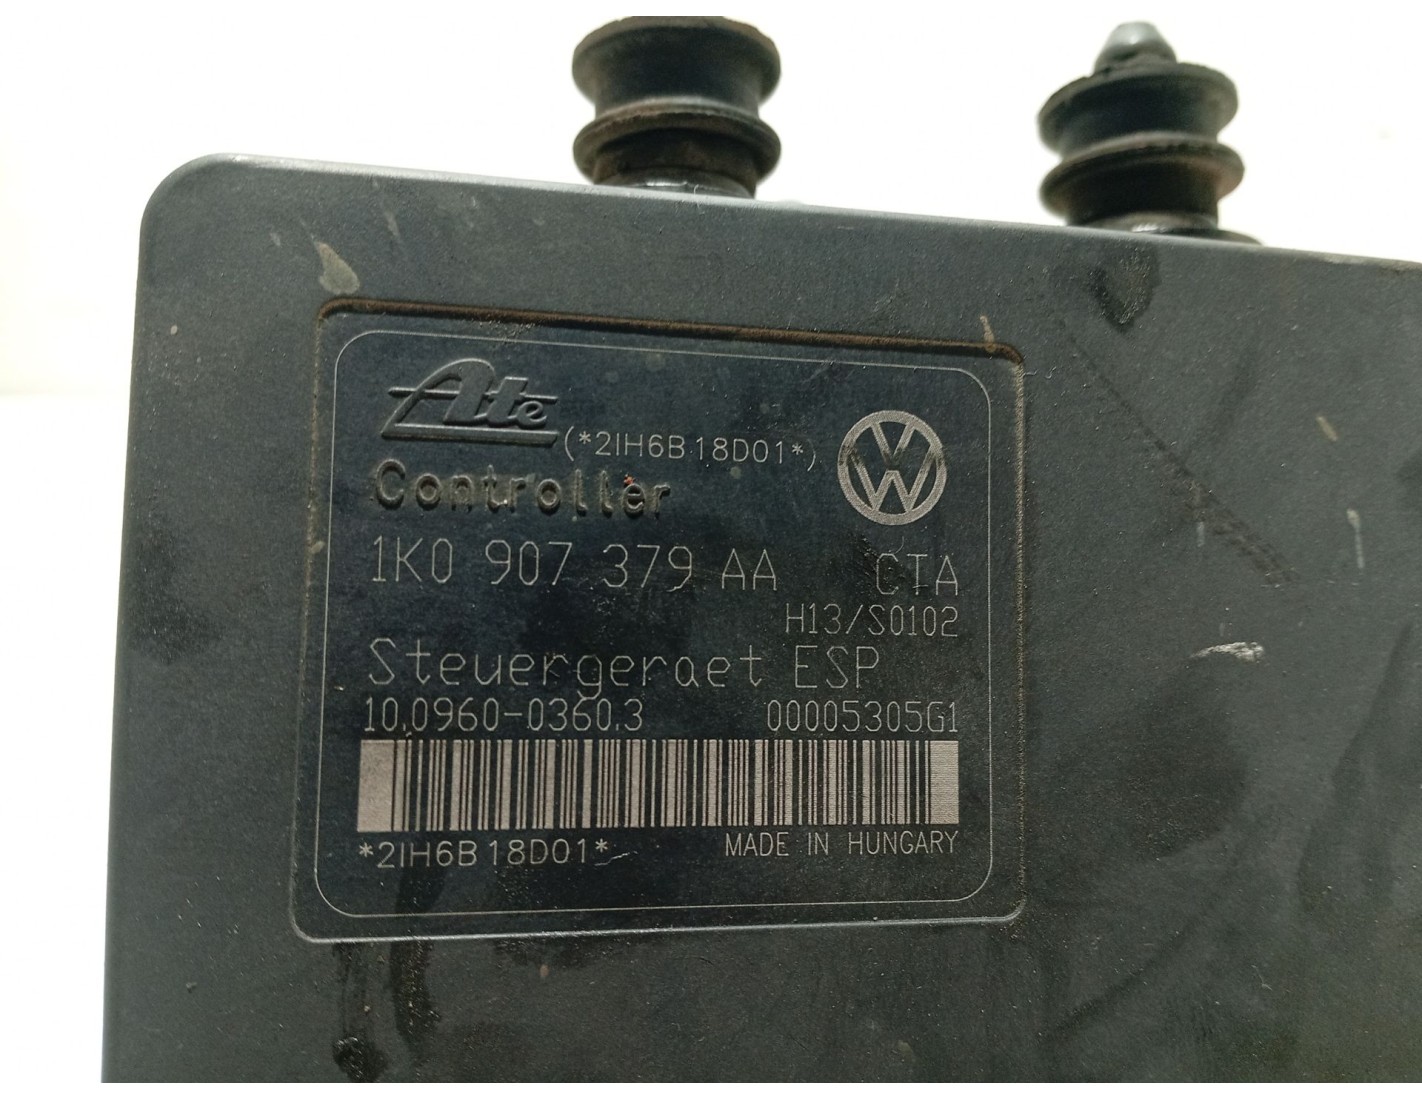 Ate
(*2IH6B18D01*)
Controller
1K0 907 379 AA CTA
H13/S0102
Steuergeraet ESP
10.0960-0360.3 00005305G1
*2IH6B18D01*
MADE IN HUNGARY